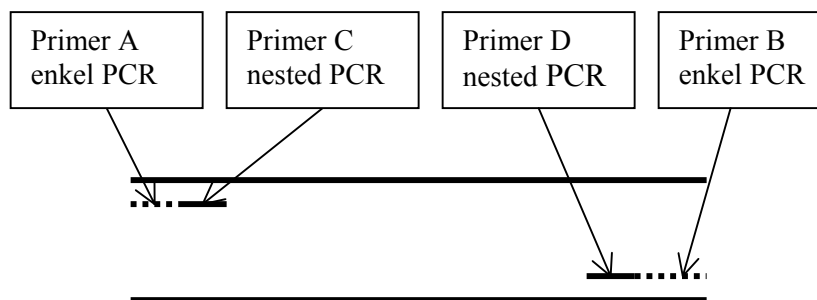 Primer A
enkel PCR
Primer C
nested PCR
Primer D
nested PCR
Primer B
enkel PCR